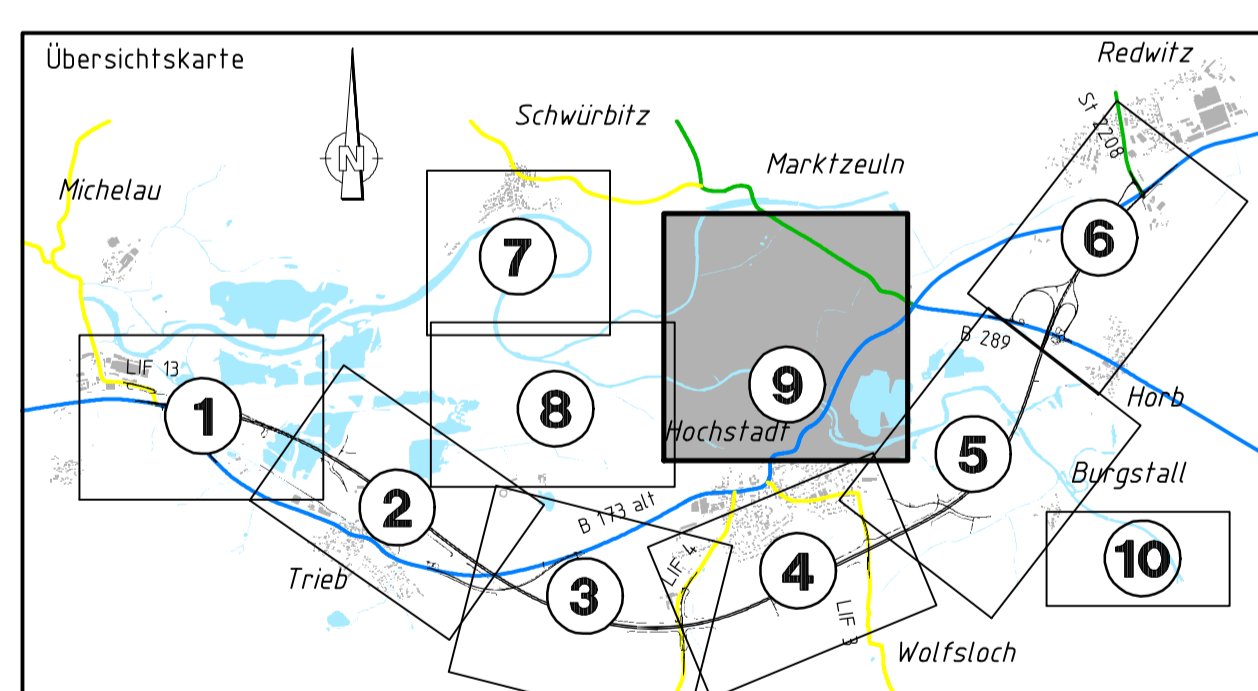 Übersichtskarte
Redwitz
St 2208
Schwürbitz
Marktzeuln
Michelau
N
6
7
B 289
LIF 13
9
Horb
8
1
Hochstadt
5
Burgstall
2
B 173 alt
10
LIF 4
4
Trieb
3
LIF 3
Wolfsloch